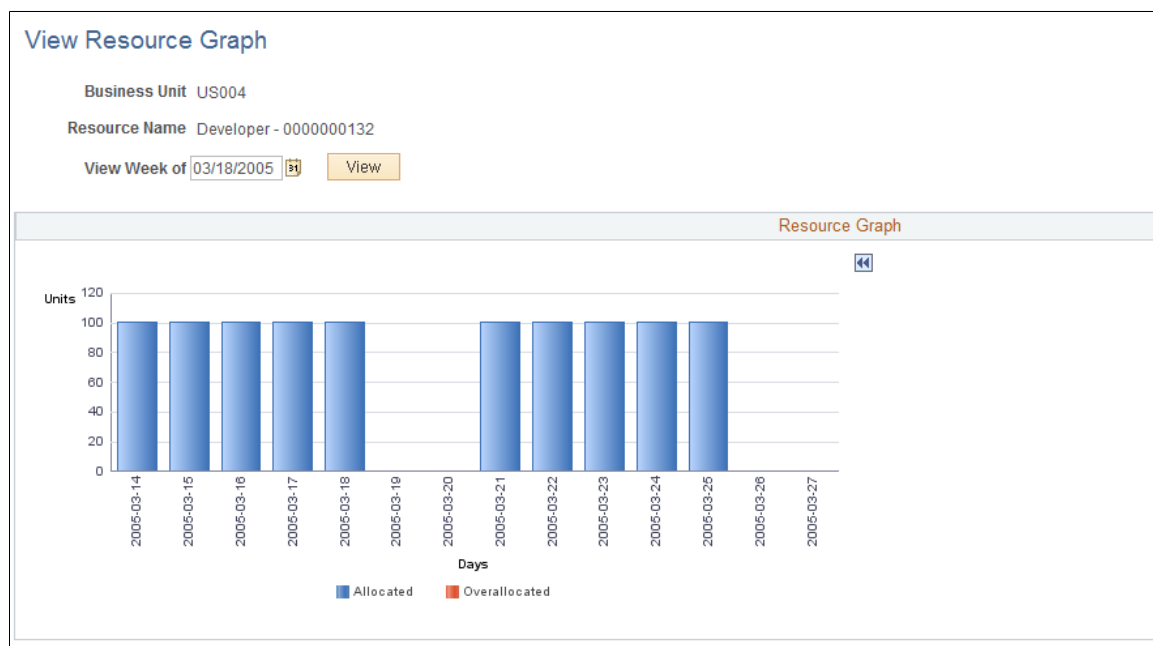 View Resource Graph
Business Unit US004
Resource Name Developer - 0000000132
View Week of 03/18/2005 31 View
Resource Graph
Units 120
100
80
60
40
20
0
2005-03-14 2005-03-15 2005-03-16 2005-03-17 2005-03-18 2005-03-19 2005-03-20 2005-03-21 2005-03-22 2005-03-23 2005-03-24 2005-03-25 2005-03-26 2005-03-27
Days
Allocated Overallocated